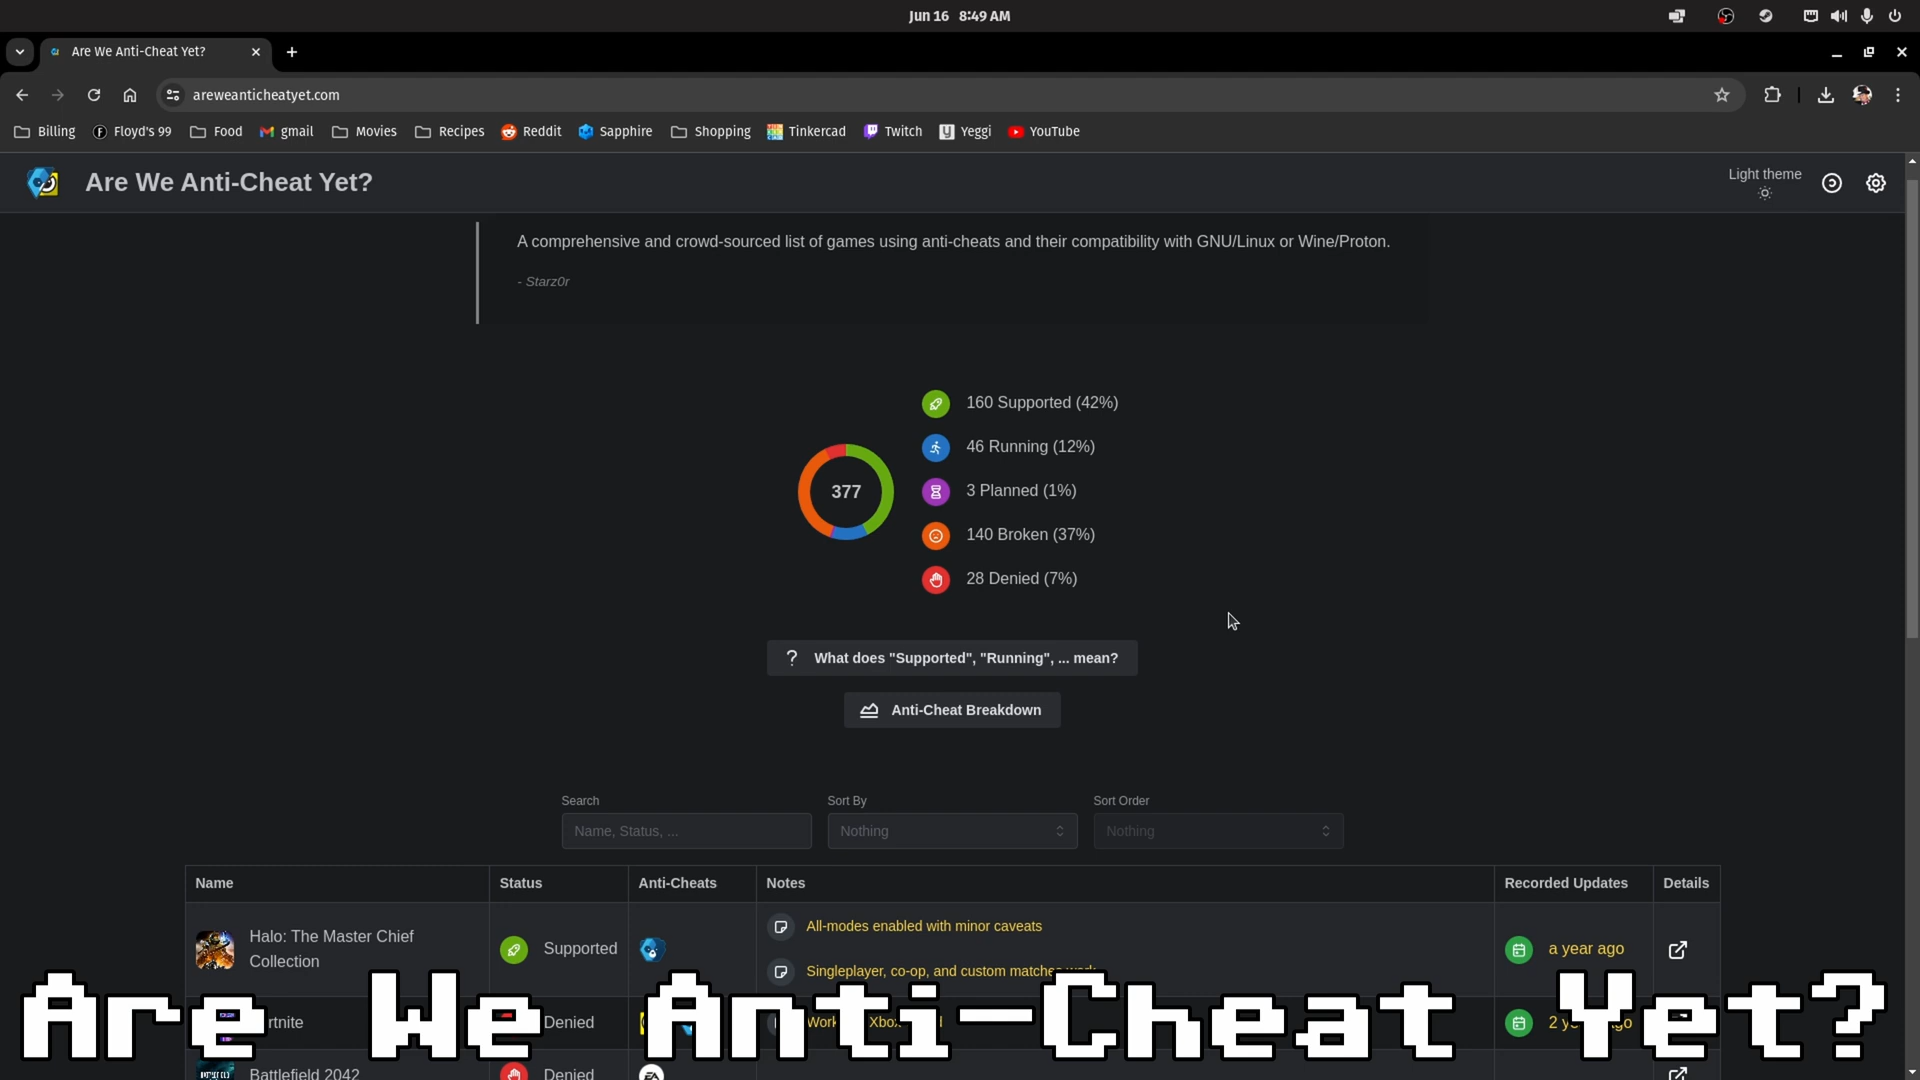 Jun 16 8:49 AM
Are We Anti-Cheat Yet?
areweanticheatyet.com
Billing Floyd's 99 Food gmail Movies Recipes Reddit Sapphire Shopping Tinkercad Twitch Yeggi YouTube
Are We Anti-Cheat Yet?
Light theme
A comprehensive and crowd-sourced list of games using anti-cheats and their compatibility with GNU/Linux or Wine/Proton.
- Starz0r
377
160 Supported (42%)
46 Running (12%)
3 Planned (1%)
140 Broken (37%)
28 Denied (7%)
? What does "Supported", "Running", ... mean?
Anti-Cheat Breakdown
Search Sort By Sort Order
Name, Status, ... Nothing Nothing
Name Status Anti-Cheats Notes Recorded Updates Details
Halo: The Master Chief Collection
Supported
All-modes enabled with minor caveats
Singleplayer, co-op, and custom matches
a year ago
Denied
Battlefield 2042 Denied
Are We Anti-Cheat Yet?